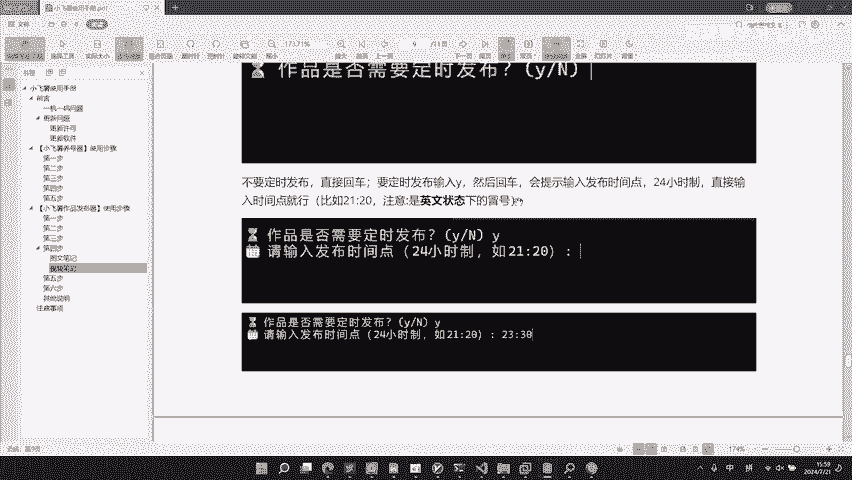 小飞薯使用手册.pdf
文件
173.71%
9
/11页
书签
小飞薯使用手册
前言
一机一码问题
更新问题
更新许可
更新软件
【小飞薯养号器】使用步骤
第一步
第二步
第三步
第四步
第五步
【小飞薯作品发布器】使用步骤
第一步
第二步
第三步
第四步
图文笔记
视频笔记
第五步
第六步
其他说明
注意事项
作品是否需要定时发布？(y/N)
不要定时发布，直接回车；要定时发布输入y，然后回车，会提示输入发布时间点，24小时制，直接输
入时间点就行（比如21:20，注意:是英文状态下的冒号）
作品是否需要定时发布？(y/N) y
请输入发布时间点（24小时制，如21:20）:
作品是否需要定时发布？(y/N) y
请输入发布时间点（24小时制，如21:20）: 23:30
174%
中
拼
15:59
2024/7/21